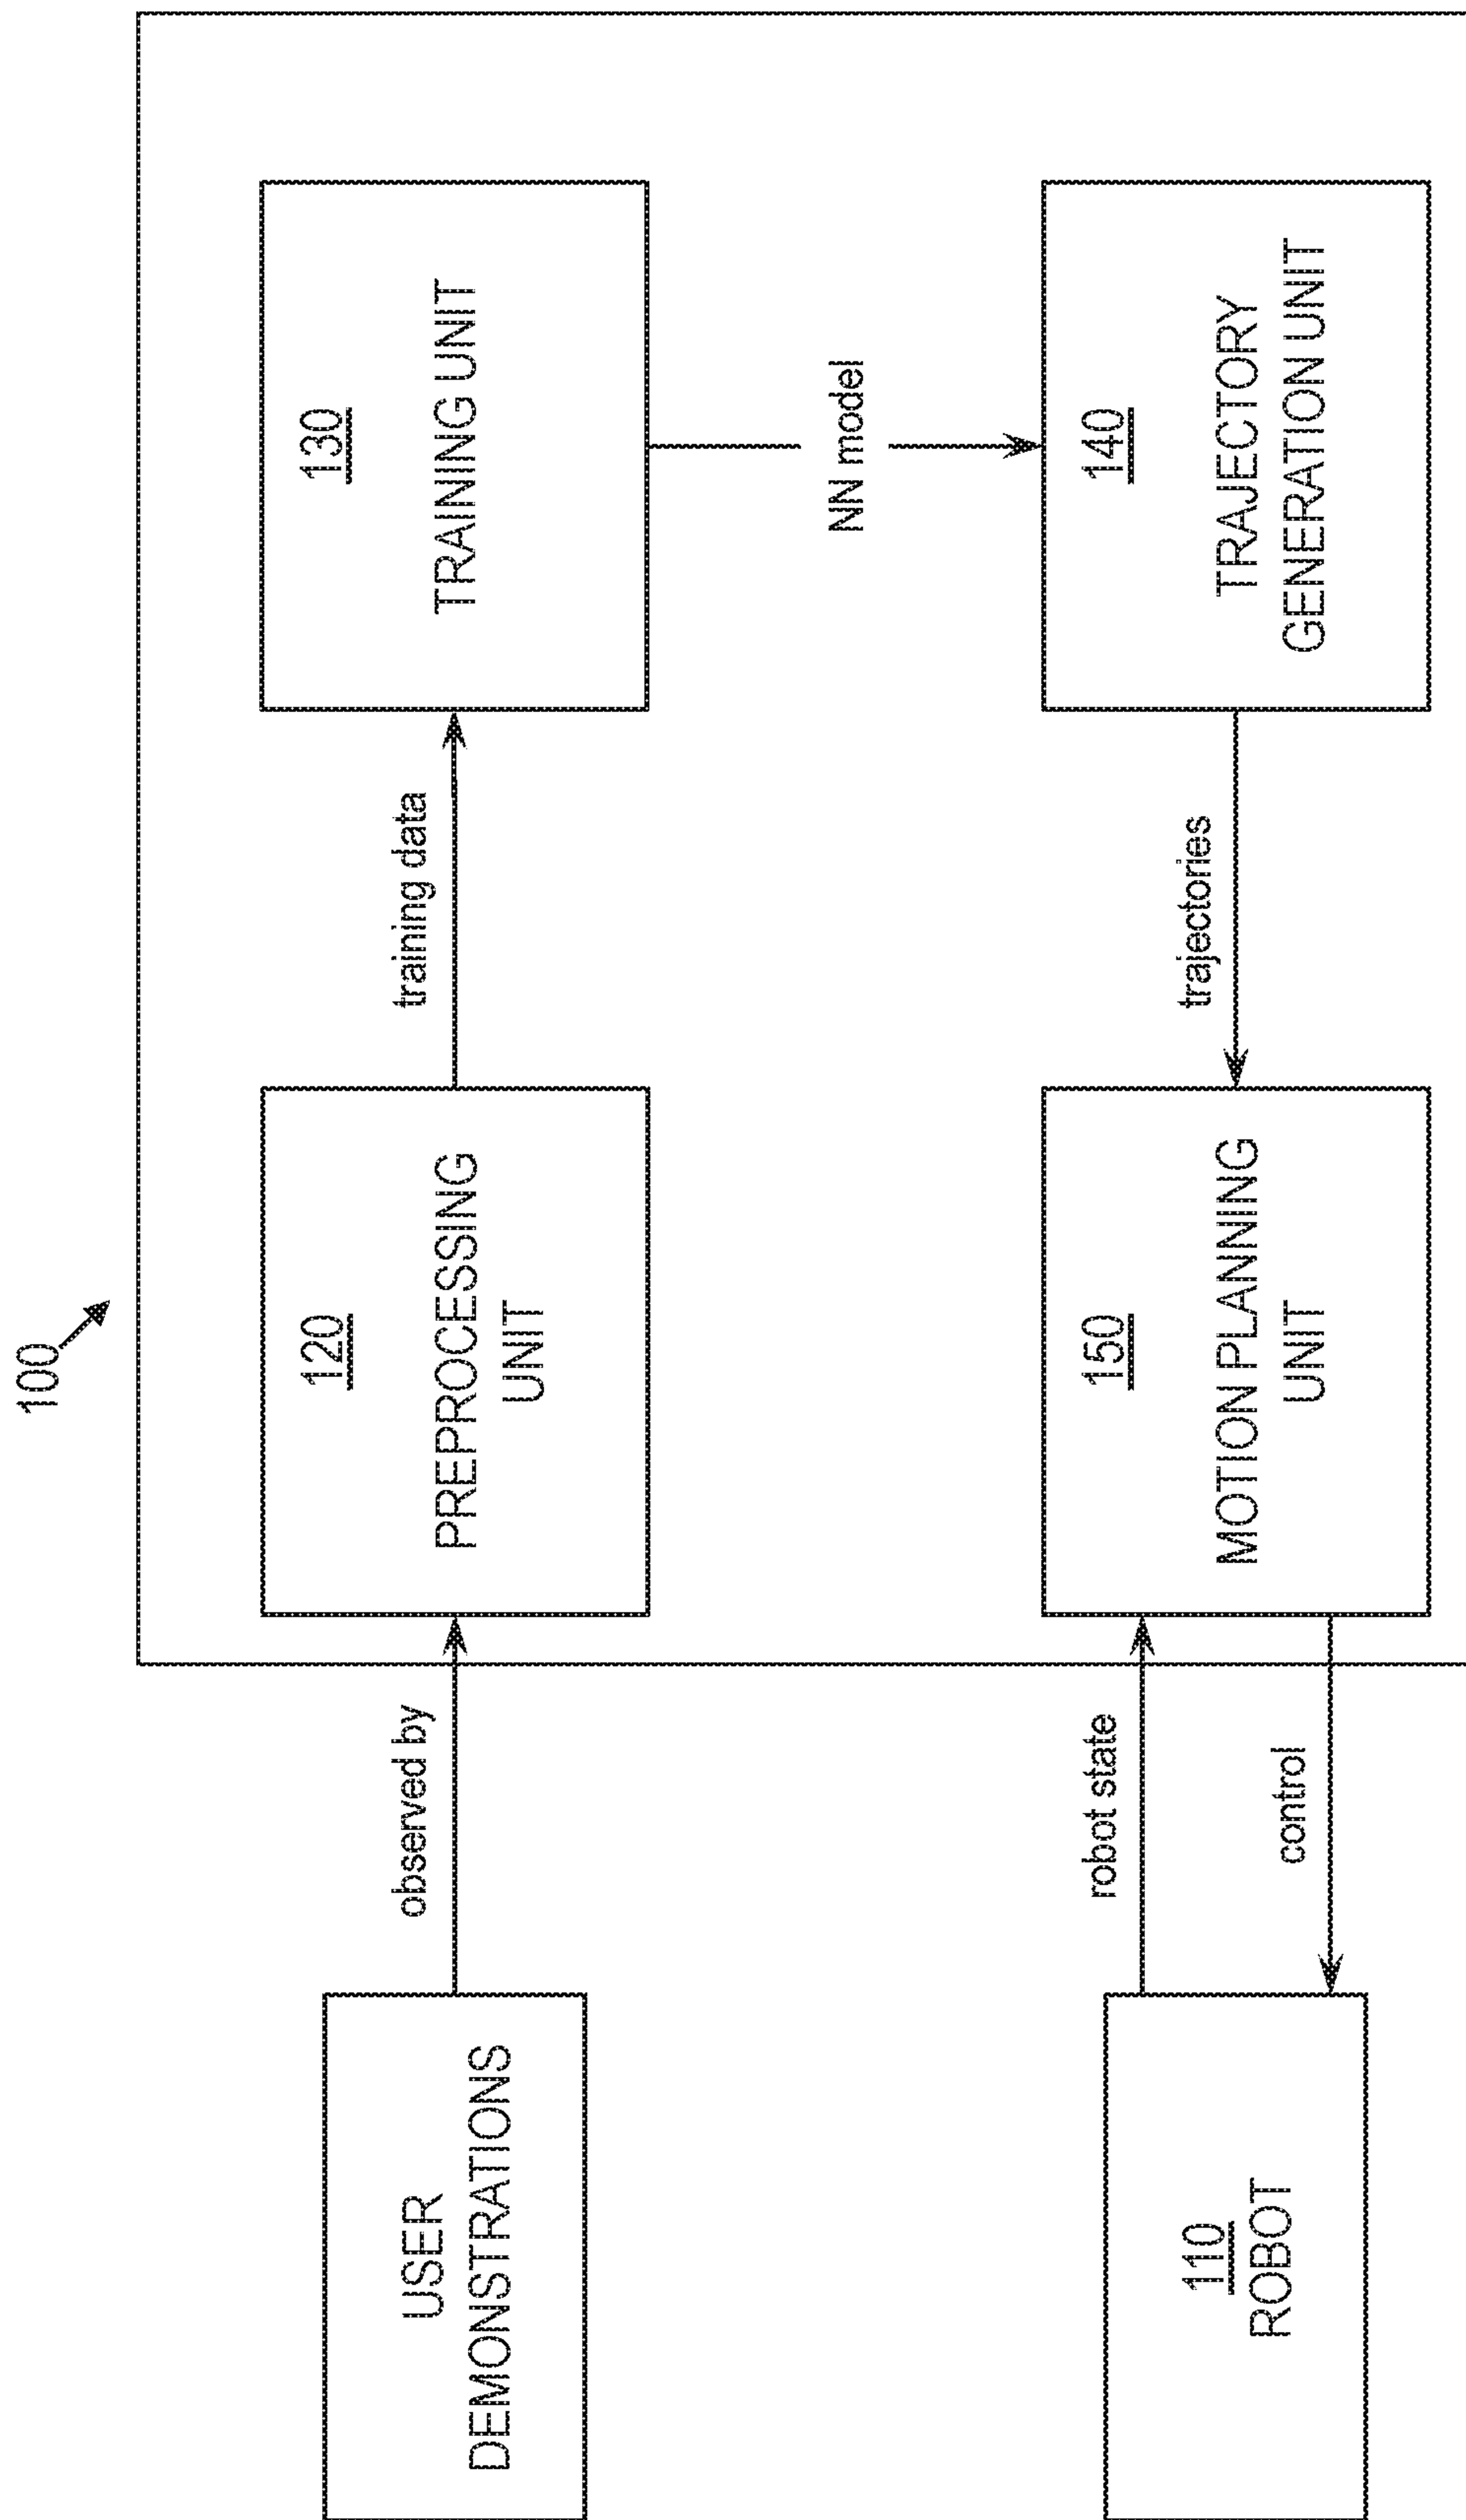 100
USER
DEMONSTRATIONS
observed by
120
PREPROCESSING
UNIT
training data
130
TRAINING UNIT
NN model
110
ROBOT
robot state
control
150
MOTION PLANNING
UNIT
trajectories
140
TRAJECTORY
GENERATION UNIT